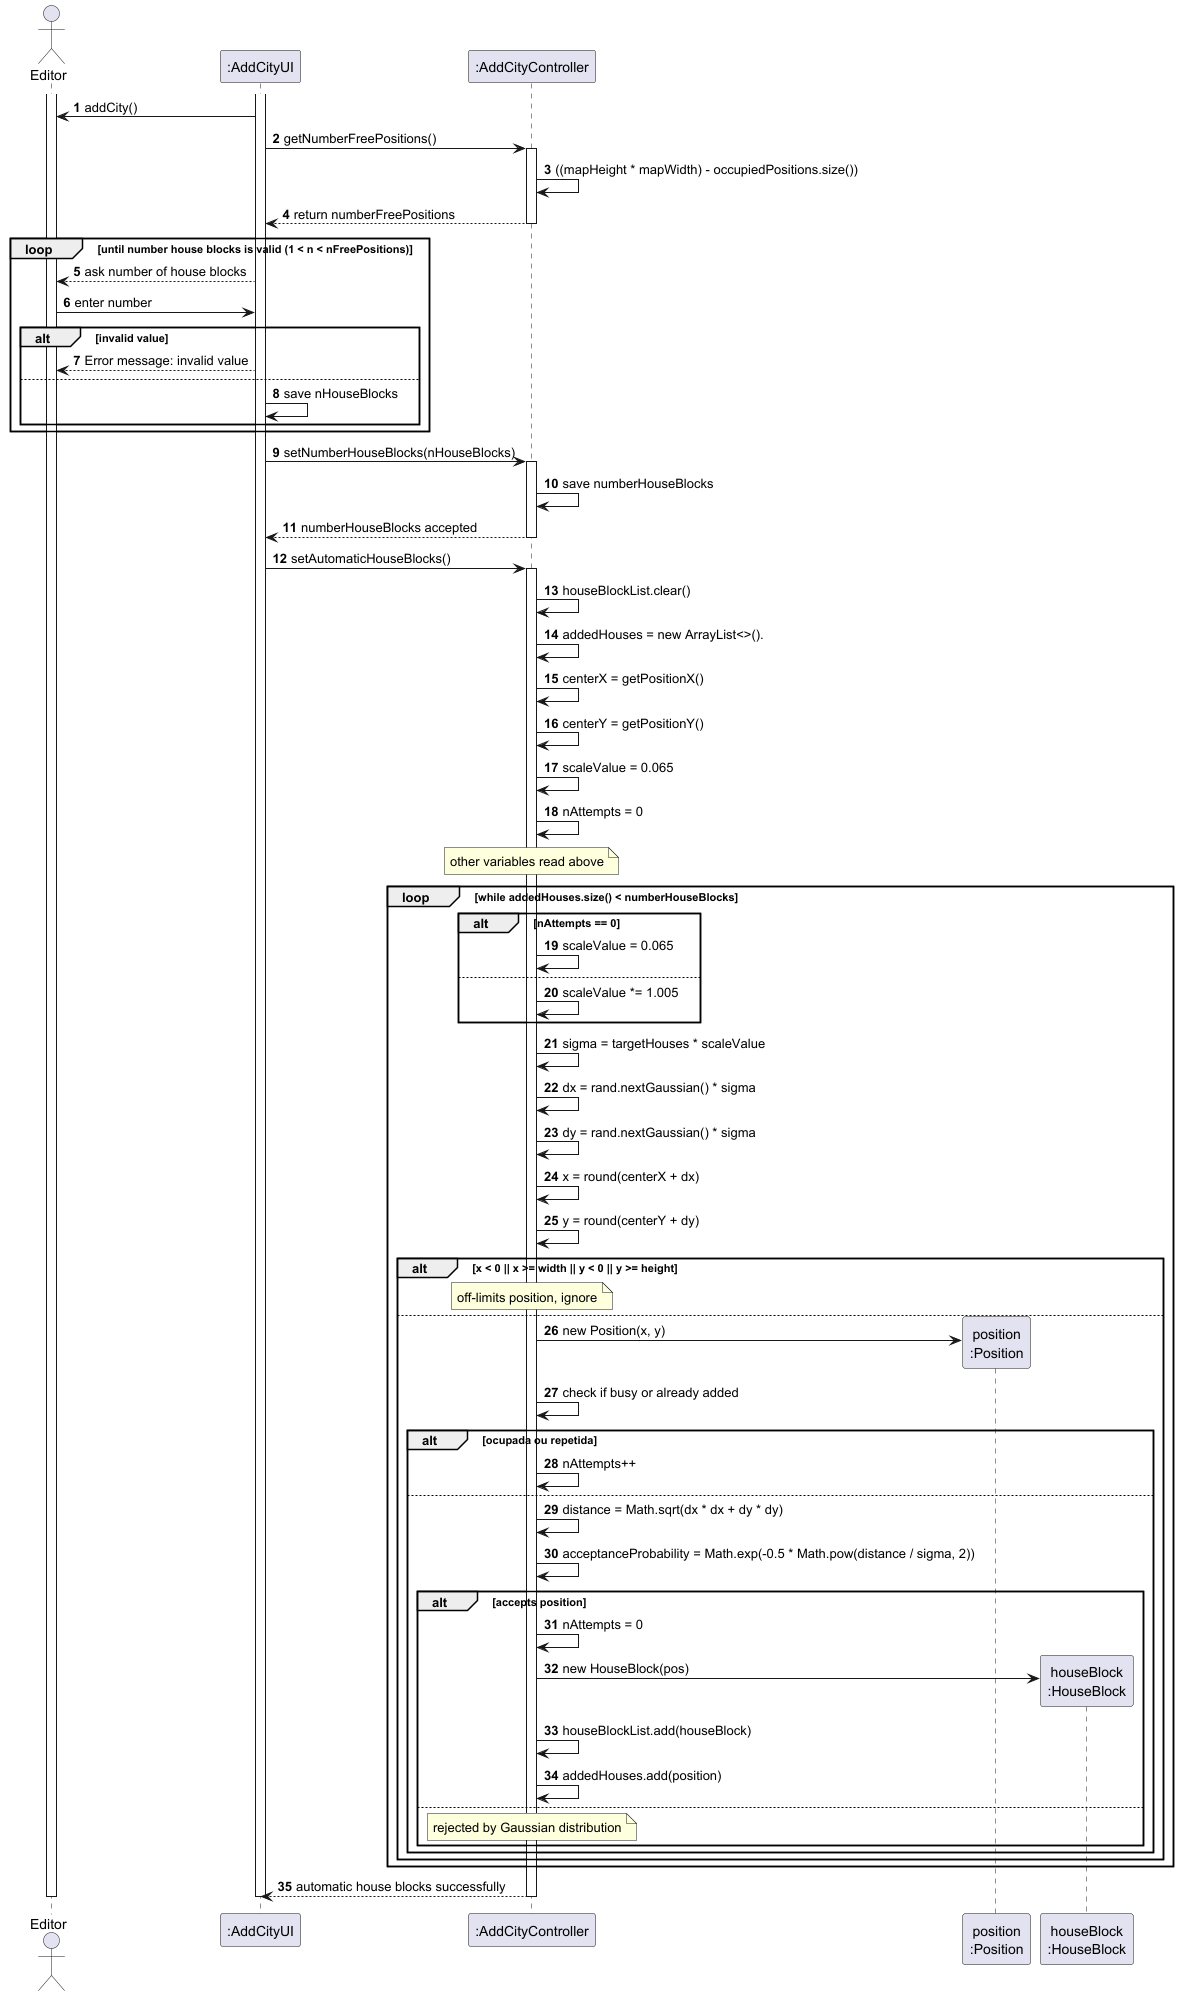 Editor
:AddCityUI
:AddCityController
1 addCity()
2 getNumberFreePositions()
3 ((mapHeight * mapWidth) - occupiedPositions.size())
4 return numberFreePositions
loop [until number house blocks is valid (1 < n < nFreePositions)]
5 ask number of house blocks
6 enter number
alt [invalid value]
7 Error message: invalid value
8 save nHouseBlocks
9 setNumberHouseBlocks(nHouseBlocks)
10 save numberHouseBlocks
11 numberHouseBlocks accepted
12 setAutomaticHouseBlocks()
13 houseBlockList.clear()
14 addedHouses = new ArrayList<>().
15 centerX = getPositionX()
16 centerY = getPositionY()
17 scaleValue = 0.065
18 nAttempts = 0
other variables read above
loop [while addedHouses.size() < numberHouseBlocks]
alt [nAttempts == 0]
19 scaleValue = 0.065
20 scaleValue *= 1.005
21 sigma = targetHouses * scaleValue
22 dx = rand.nextGaussian() * sigma
23 dy = rand.nextGaussian() * sigma
24 x = round(centerX + dx)
25 y = round(centerY + dy)
alt [x < 0 || x >= width || y < 0 || y >= height]
off-limits position, ignore
26 new Position(x, y)
position
:Position
27 check if busy or already added
alt [ocupada ou repetida]
28 nAttempts++
29 distance = Math.sqrt(dx * dx + dy * dy)
30 acceptanceProbability = Math.exp(-0.5 * Math.pow(distance / sigma, 2))
alt [accepts position]
31 nAttempts = 0
32 new HouseBlock(pos)
houseBlock
:HouseBlock
33 houseBlockList.add(houseBlock)
34 addedHouses.add(position)
rejected by Gaussian distribution
35 automatic house blocks successfully
Editor
:AddCityUI
:AddCityController
position
:Position
houseBlock
:HouseBlock